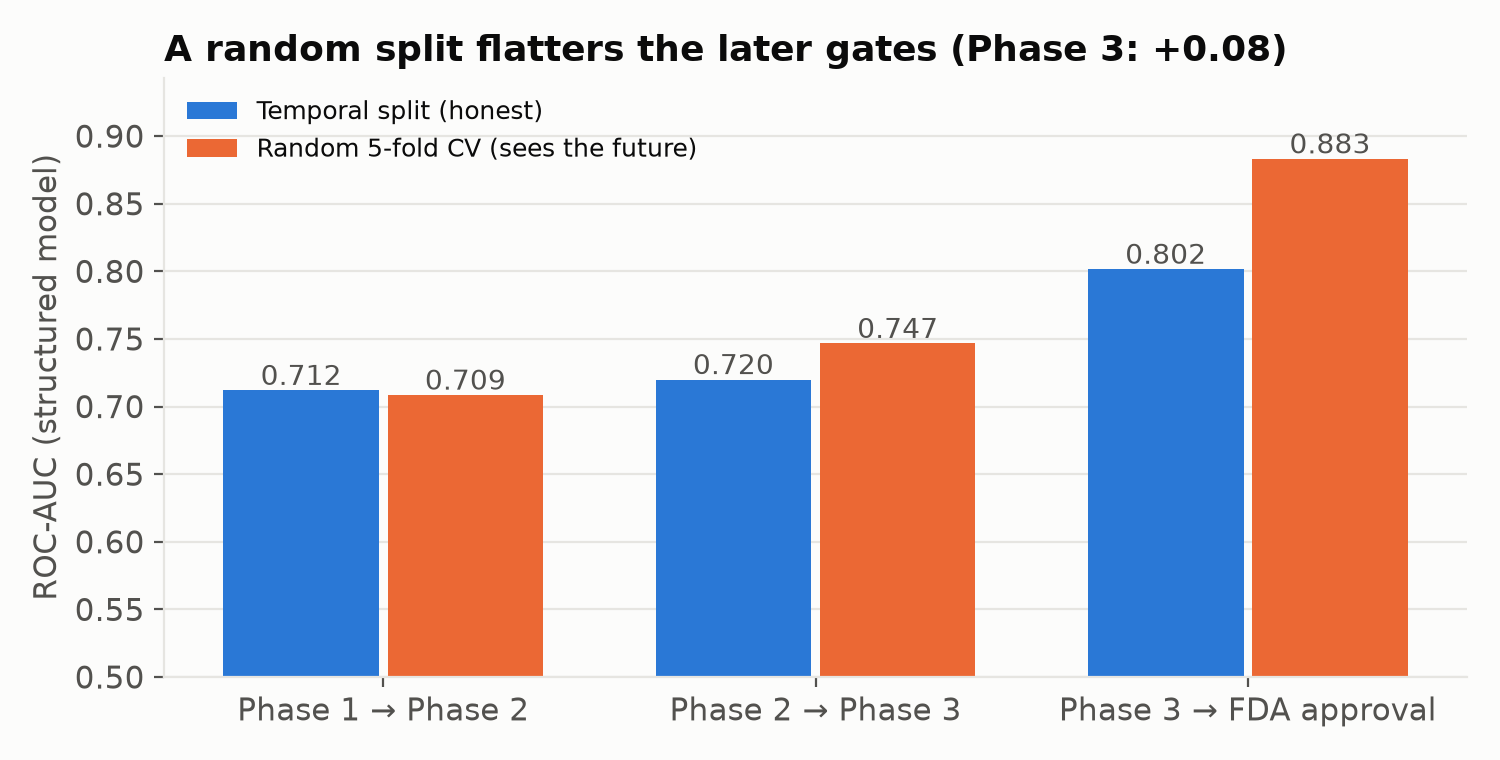 A random split flatters the later gates (Phase 3: +0.08)
Temporal split (honest)
Random 5-fold CV (sees the future)
ROC-AUC (structured model)
0.90
0.85
0.80
0.75
0.70
0.65
0.60
0.55
0.50
0.712
0.709
0.720
0.747
0.802
0.883
Phase 1 → Phase 2
Phase 2 → Phase 3
Phase 3 → FDA approval